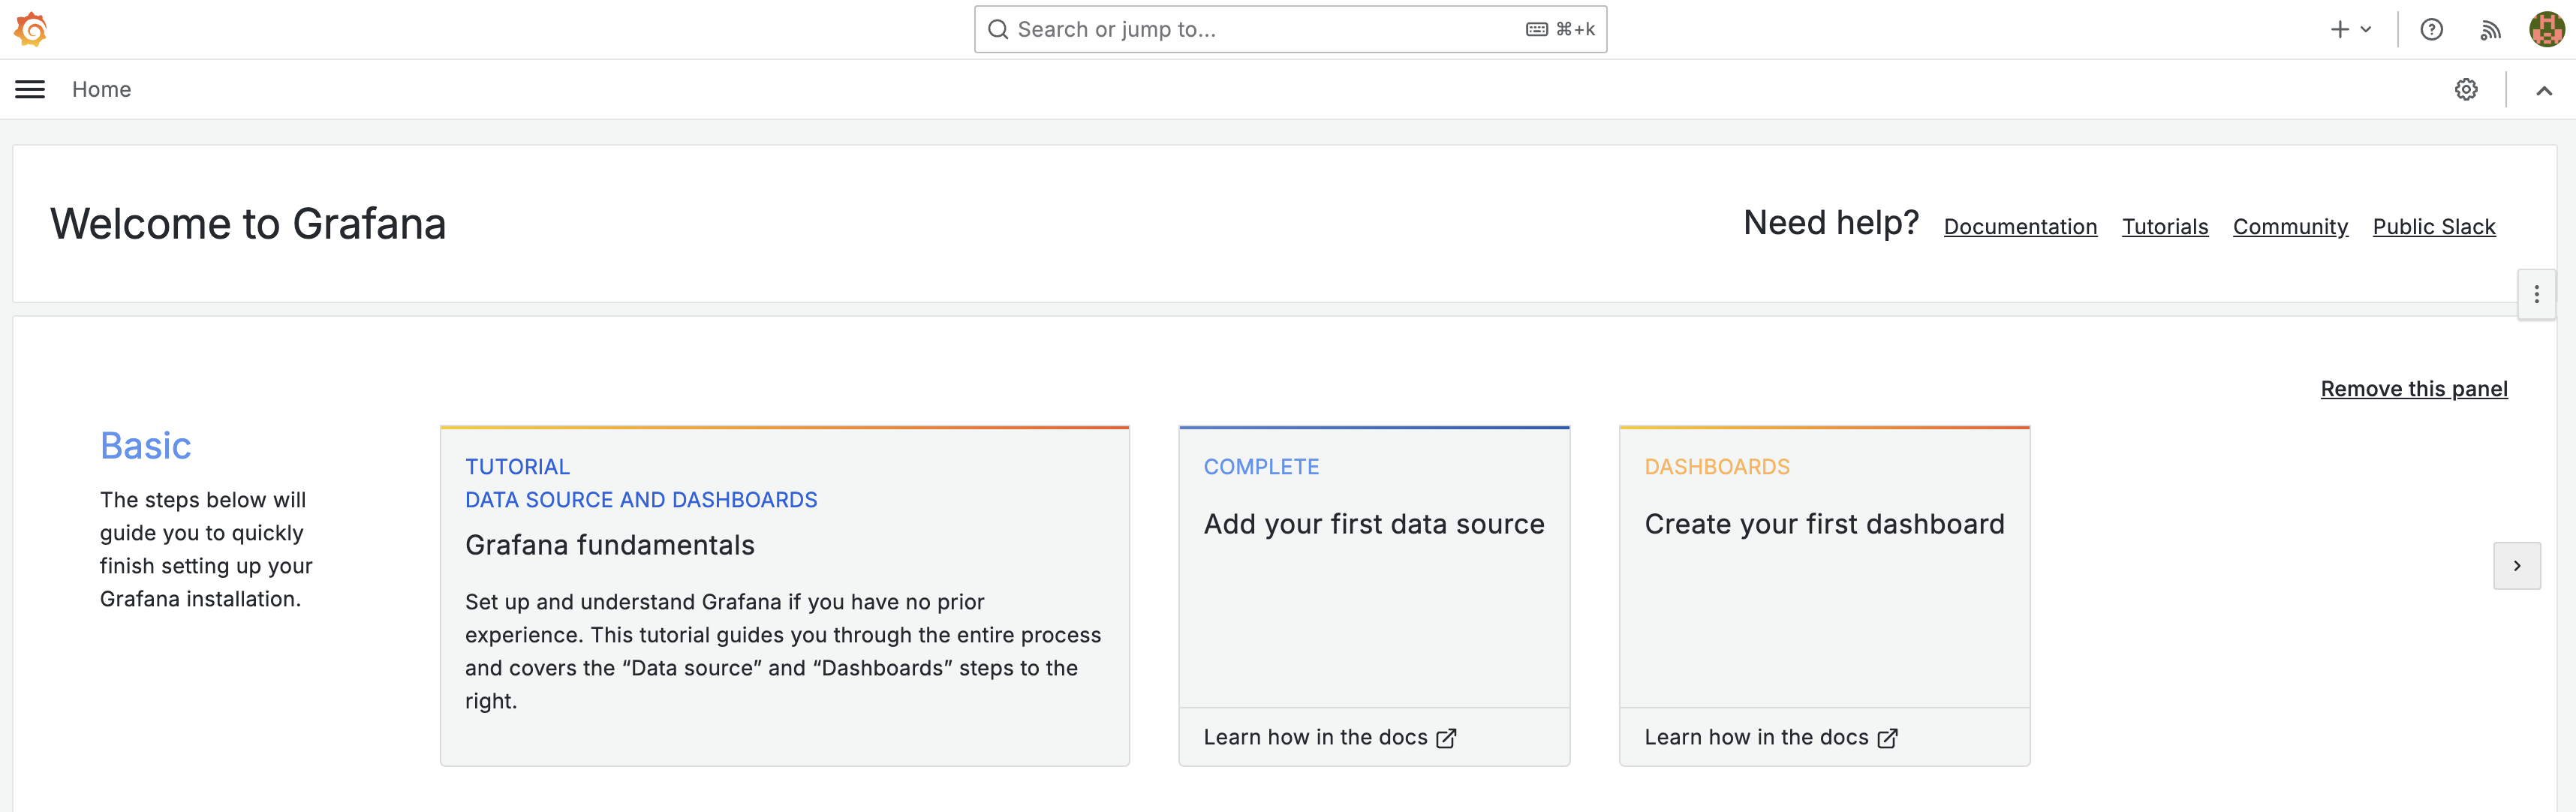 Search or jump to...
⌘+k
Home
Welcome to Grafana
Need help?
Documentation
Tutorials
Community
Public Slack
Remove this panel
Basic
The steps below will
guide you to quickly
finish setting up your
Grafana installation.
TUTORIAL
DATA SOURCE AND DASHBOARDS
Grafana fundamentals
Set up and understand Grafana if you have no prior
experience. This tutorial guides you through the entire process
and covers the “Data source” and “Dashboards” steps to the
right.
COMPLETE
Add your first data source
Learn how in the docs
DASHBOARDS
Create your first dashboard
Learn how in the docs